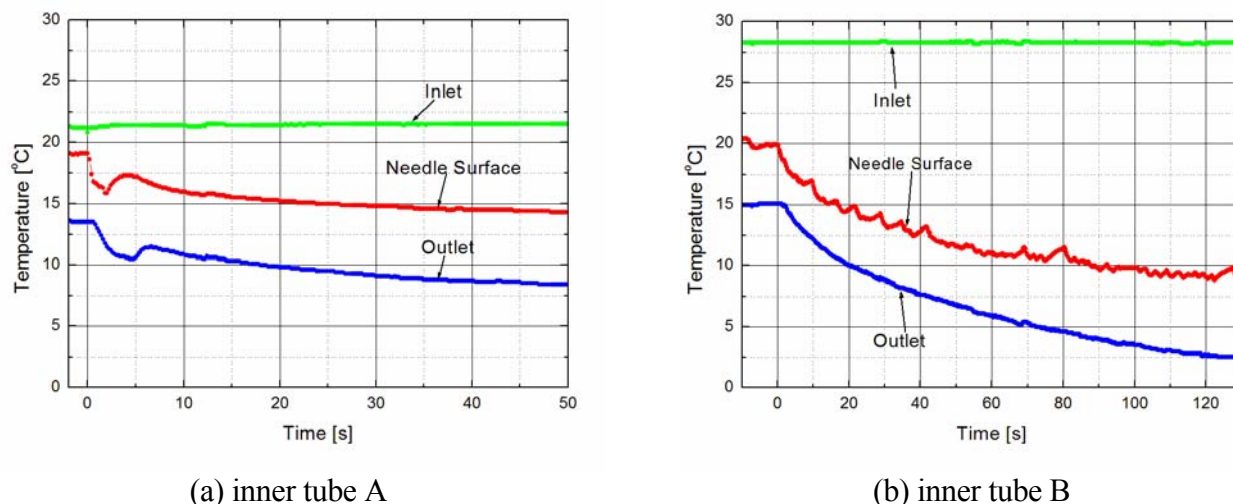 30
25
20
15
10
5
0
Temperature [°C]
Inlet
Needle Surface
Outlet
0 10 20 30 40 50
Time [s]
(a) inner tube A
30
25
20
15
10
5
0
Temperature [°C]
Inlet
Needle Surface
Outlet
0 20 40 60 80 100 120
Time [s]
(b) inner tube B